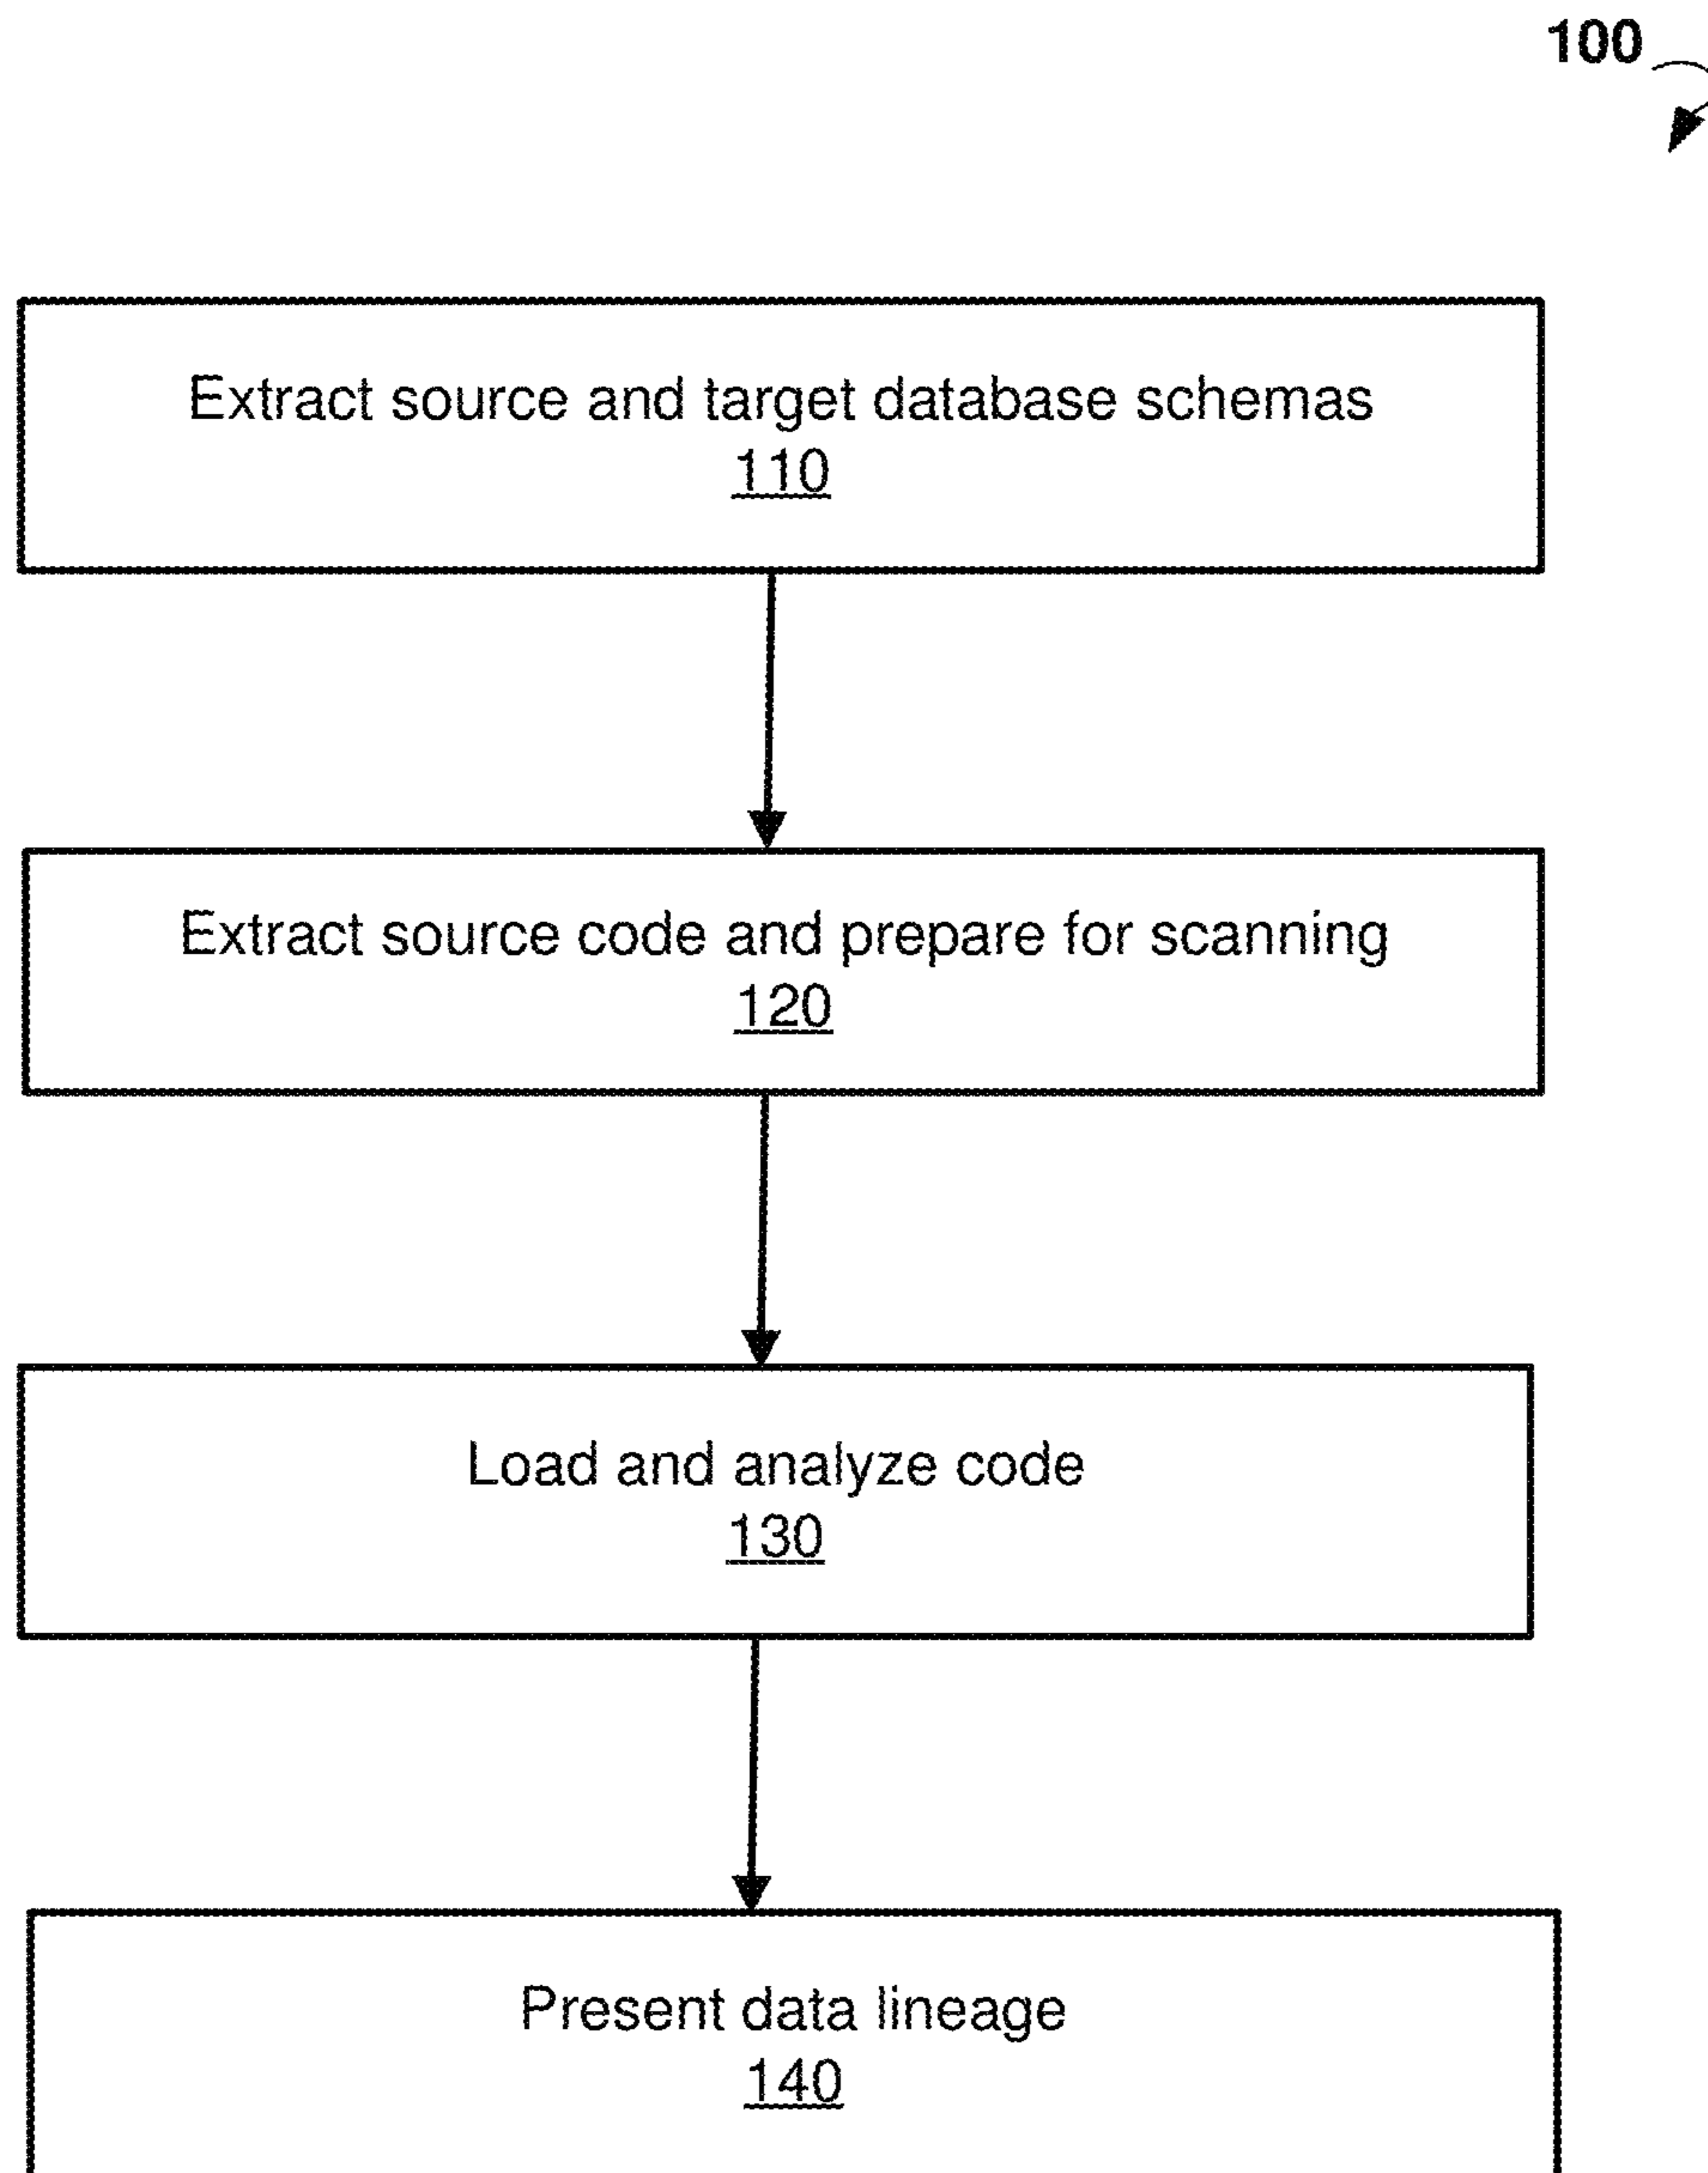 100
Extract source and target database schemas
110
Extract source code and prepare for scanning
120
Load and analyze code
130
Present data lineage
140